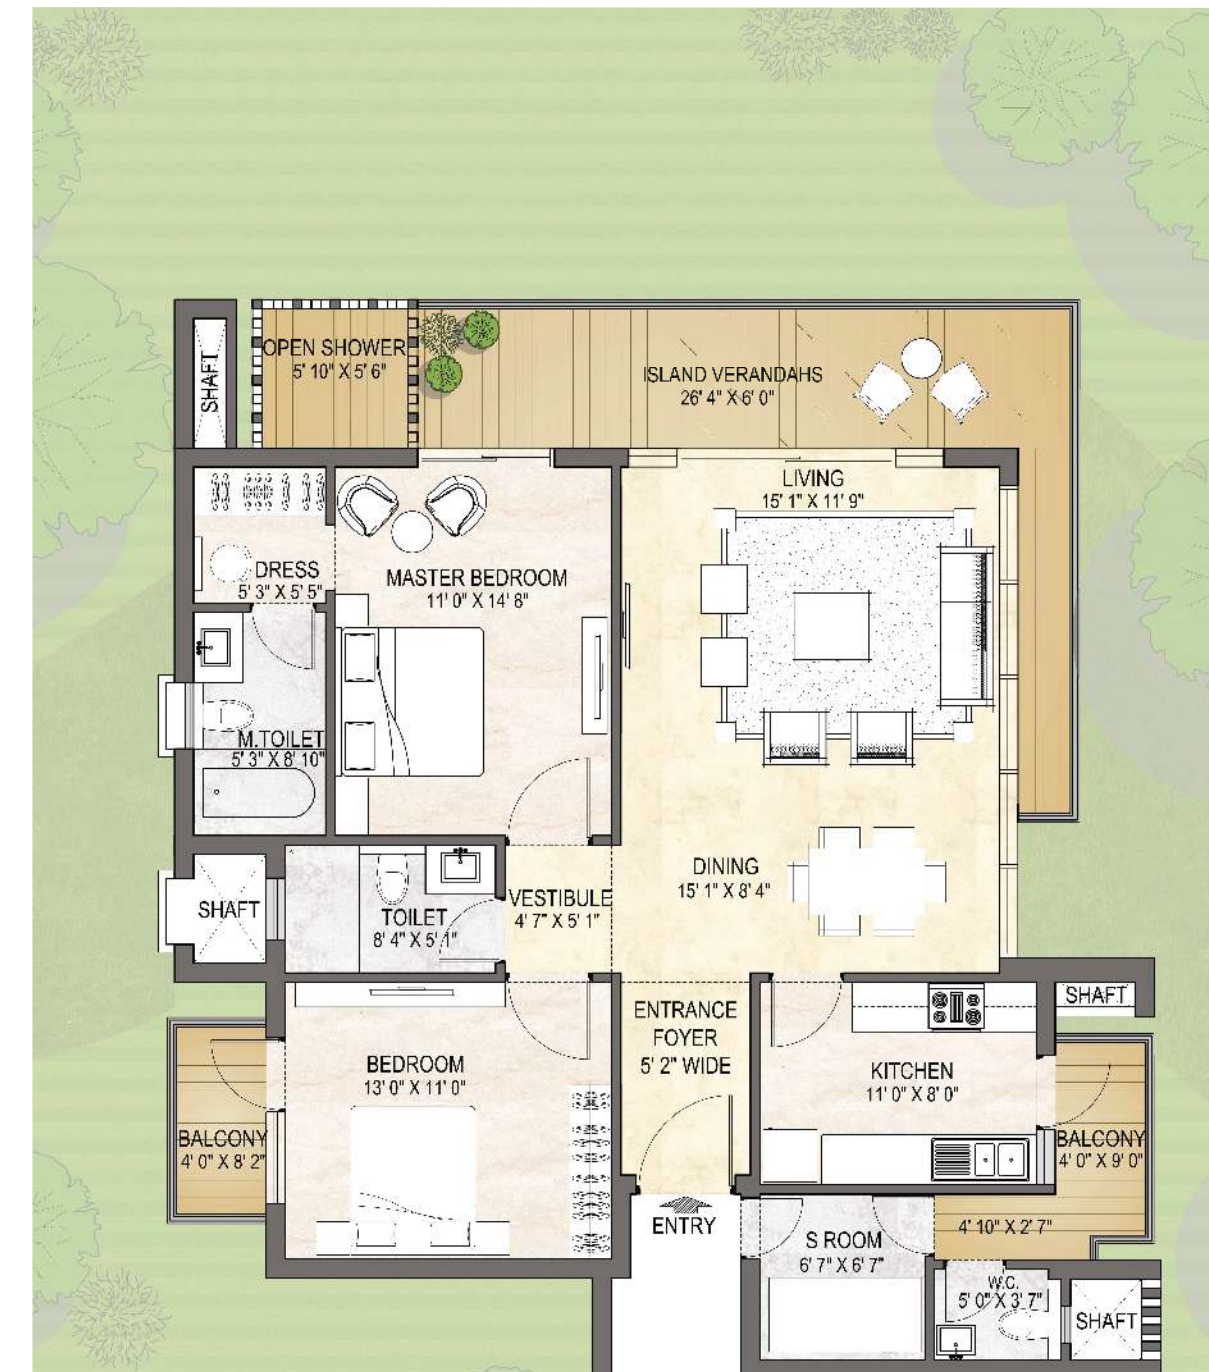 OPEN SHOWER
5' 10" X 5' 6"
SHAFT
ISLAND VERANDAHS
26' 4" X 6' 0"
LIVING
15' 1" X 11' 9"
DRESS
5' 3" X 5' 5"
MASTER BEDROOM
11' 0" X 14' 8"
M.TOILET
5' 3" X 8' 10"
DINING
15' 1" X 8' 4"
SHAFT
TOILET
8' 4" X 5' 1"
VESTIBULE
4' 7" X 5' 1"
ENTRANCE
FOYER
5' 2" WIDE
SHAFT
BEDROOM
13' 0" X 11' 0"
KITCHEN
11' 0" X 8' 0"
BALCONY
4' 0" X 8' 2"
BALCONY
4' 0" X 9' 0"
ENTRY
S ROOM
6' 7" X 6' 7"
4' 10" X 2' 7"
W.C.
5' 0" X 3' 7"
SHAFT